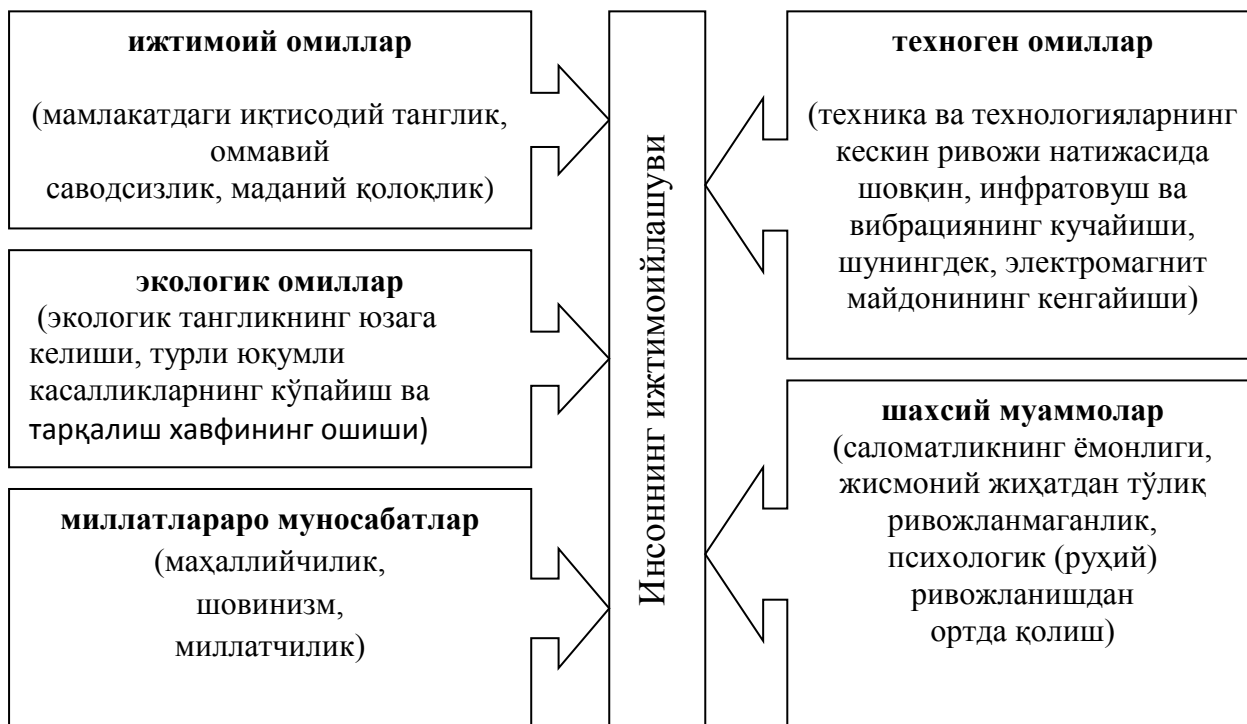 ижтимоий омиллар
(мамлакатдаги иқтисодий танглик,
оммавий
саводсизлик, маданий қолоқлик)
экологик омиллар
(экологик тангликнинг юзага
келиши, турли юқумли
касалликларнинг кўпайиш ва
тарқалиш хавфининг ошиши)
миллатлараро муносабатлар
(маҳаллийчилик,
шовинизм,
миллатчилик)
Инсоннинг ижтимоийлашуви
техноген омиллар
(техника ва технологияларнинг
кескин ривожи натижасида
шовқин, инфратовуш ва
вибрациянинг кучайиши,
шунингдек, электромагнит
майдонининг кенгайиши)
шахсий муаммолар
(саломатликнинг ёмонлиги,
жисмоний жиҳатдан тўлиқ
ривожланмаганлик,
психологик (руҳий)
ривожланишдан
ортда қолиш)